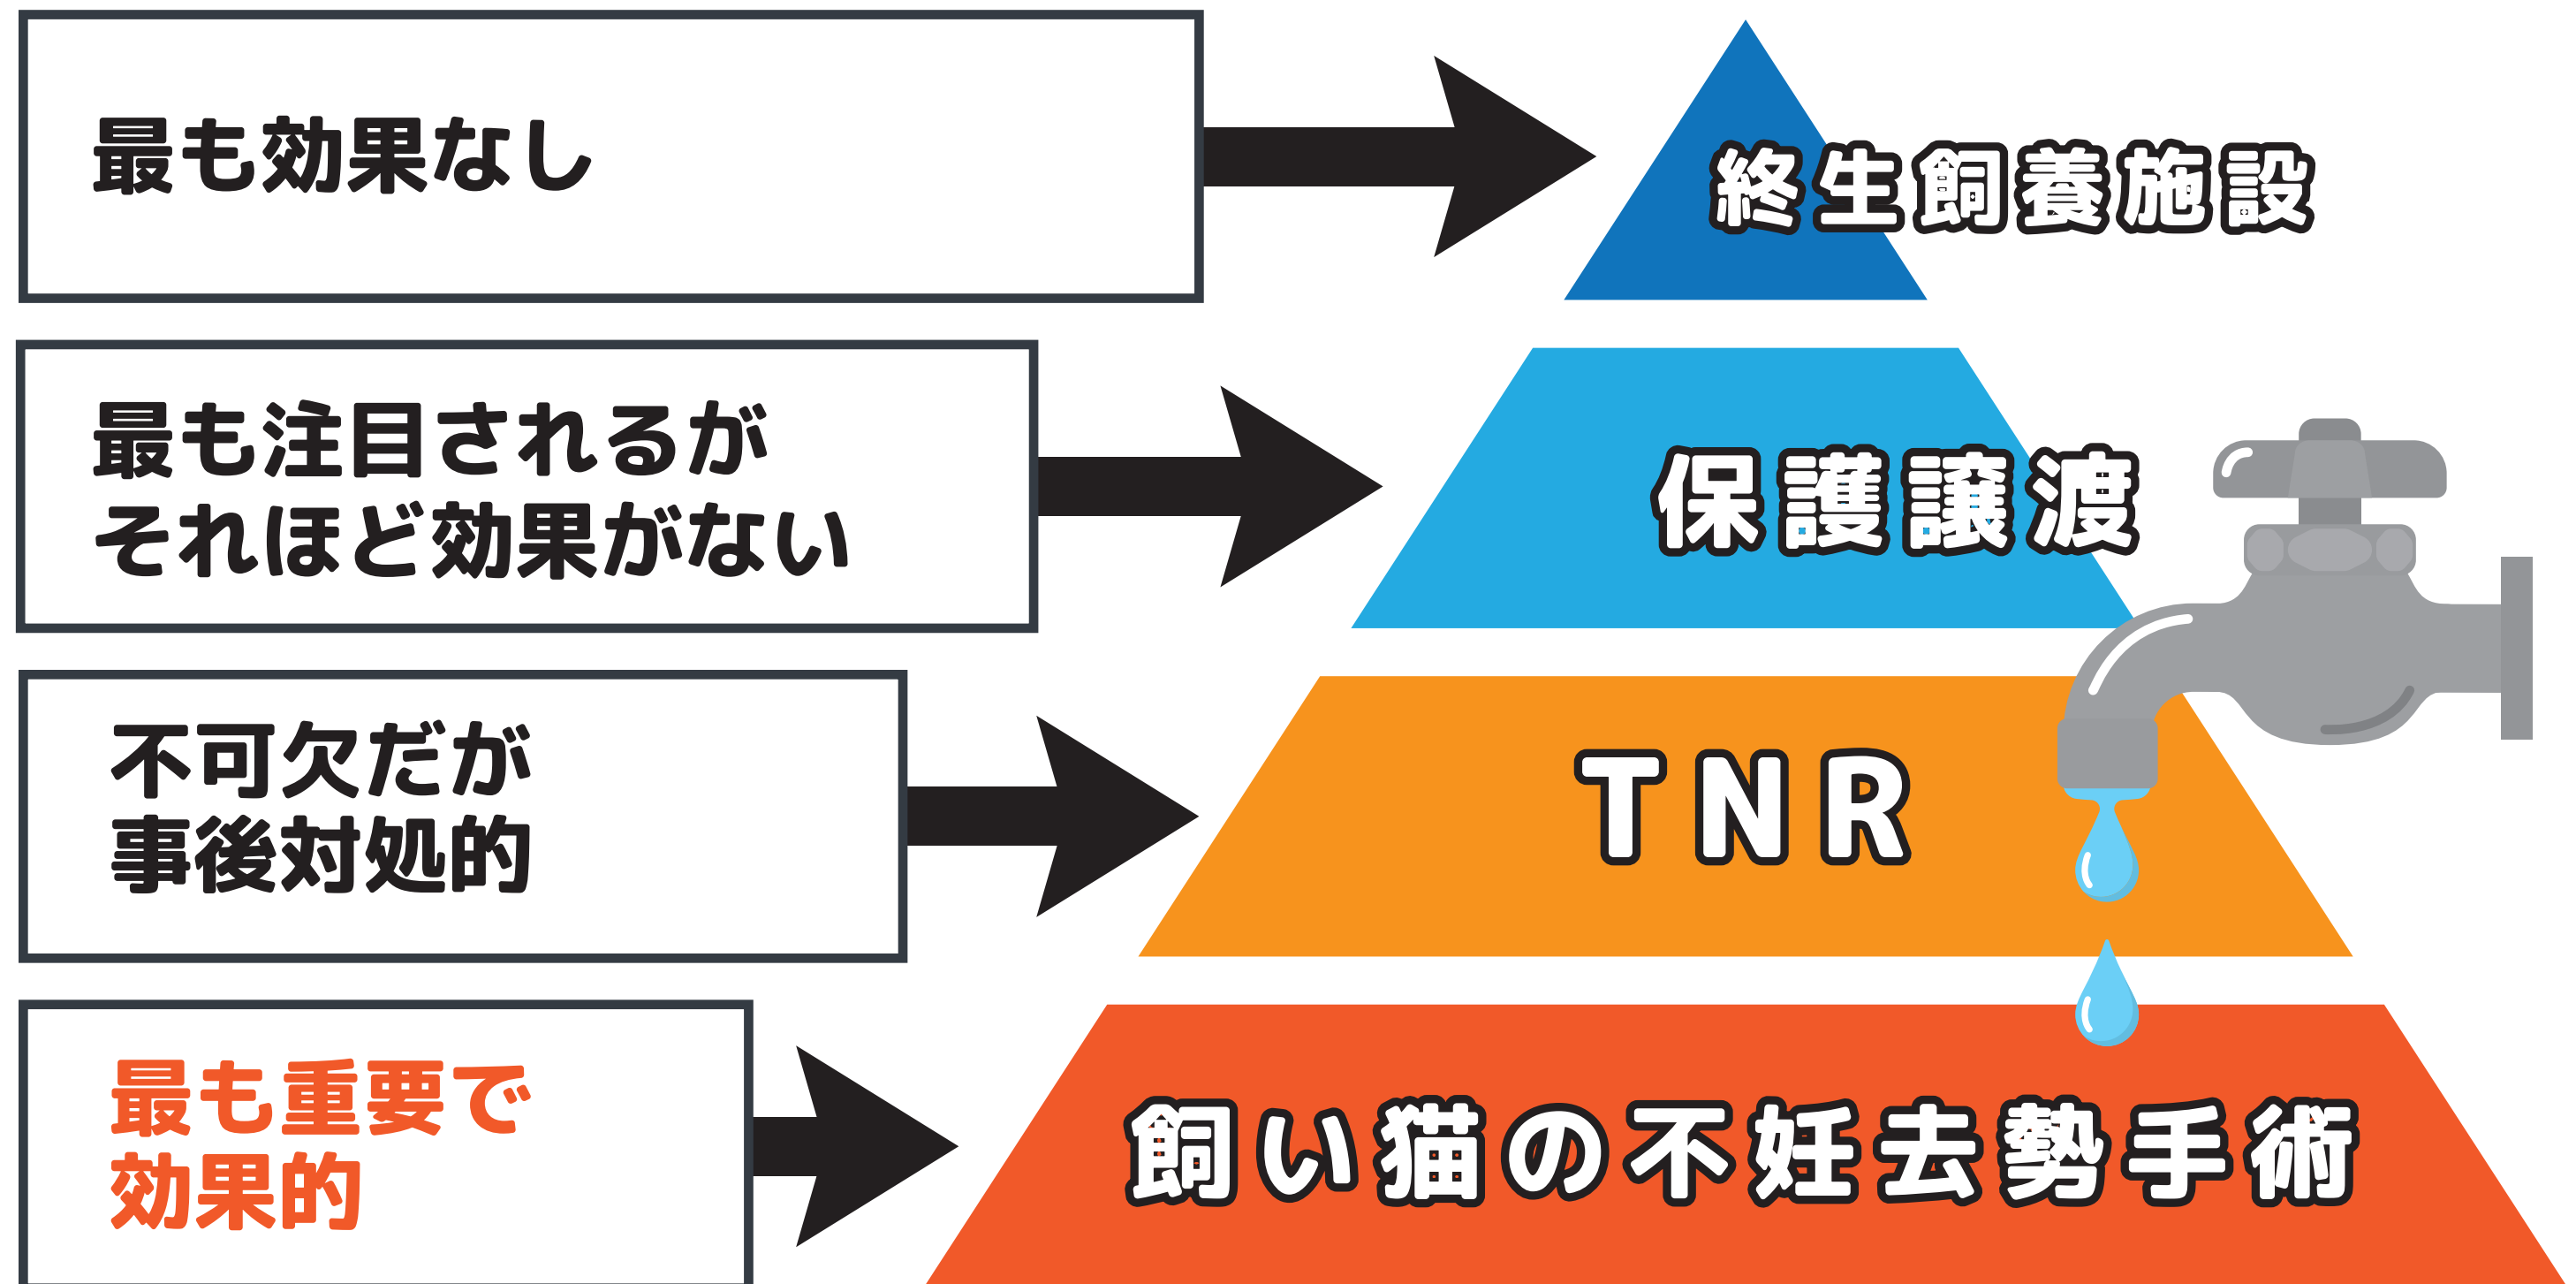 最も効果なし
終生飼養施設
最も注目されるが
それほど効果がない
保護譲渡
不可欠だが
事後対処的
TNR
最も重要で
効果的
飼い猫の不妊去勢手術